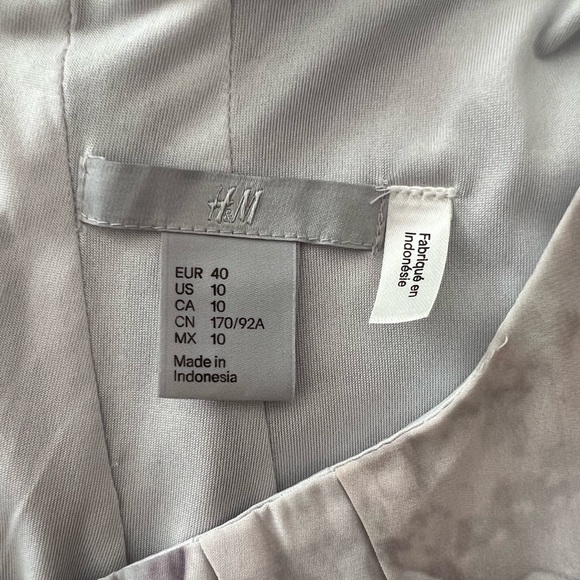 H&M
EUR 40
US 10
CA 10
CN 170/92A
MX 10
Made in
Indonesia
Fabriqué en
Indonésie